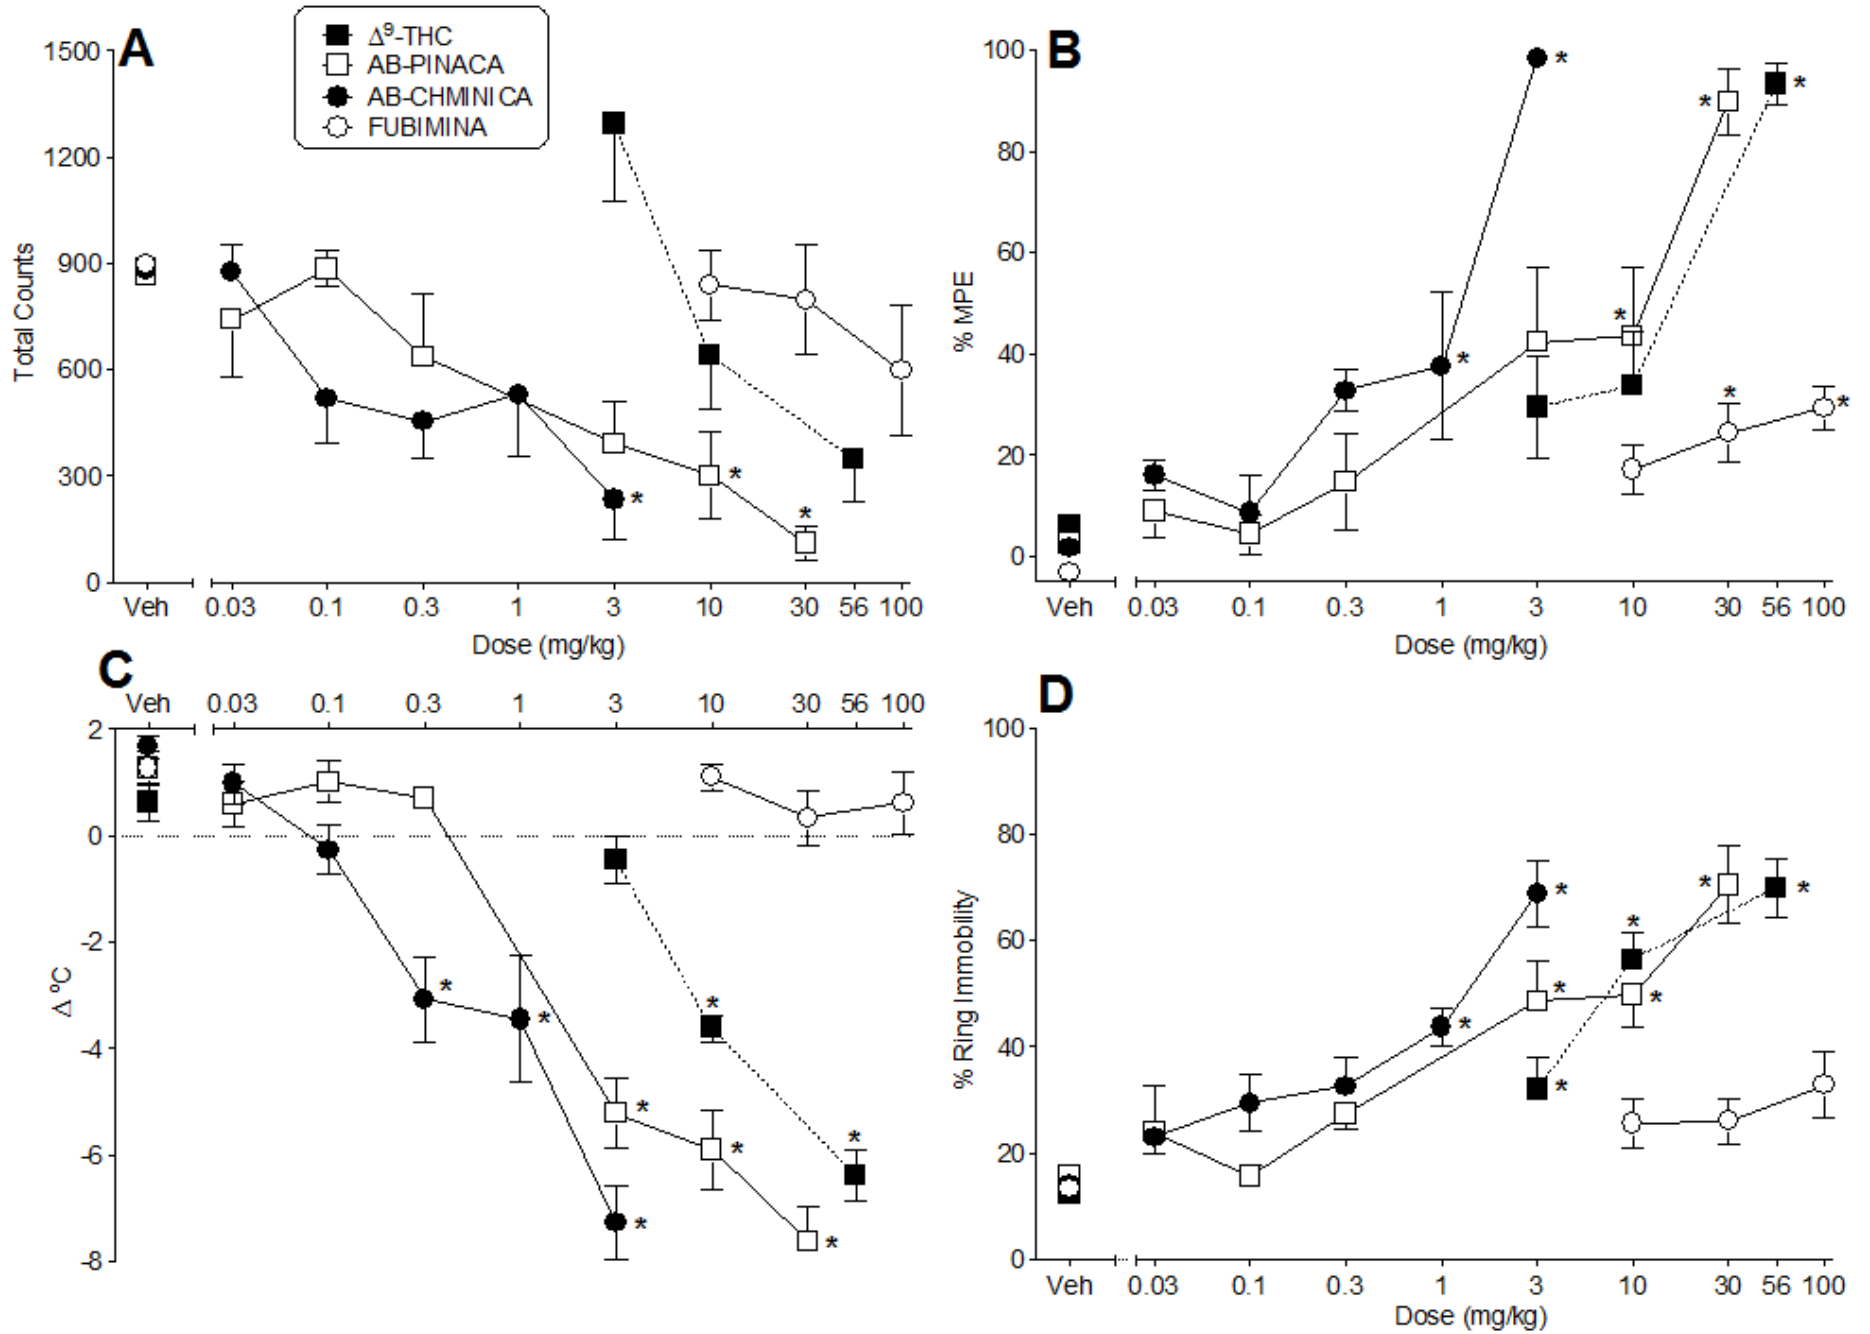 A
Δ⁹-THC
AB-PINACA
AB-CHMINICA
FUBIMINA
1500
1200
900
600
300
0
Total Counts
Veh 0.03 0.1 0.3 1 3 10 30 56 100
Dose (mg/kg)
B
100
80
60
40
20
0
% MPE
* * * * * * *
Veh 0.03 0.1 0.3 1 3 10 30 56 100
Dose (mg/kg)
C
Veh 0.03 0.1 0.3 1 3 10 30 56 100
2
0
-2
-4
-6
-8
Δ ºC
D
100
80
60
40
20
0
% Ring Immobility
Veh 0.03 0.1 0.3 1 3 10 30 56 100
Dose (mg/kg)